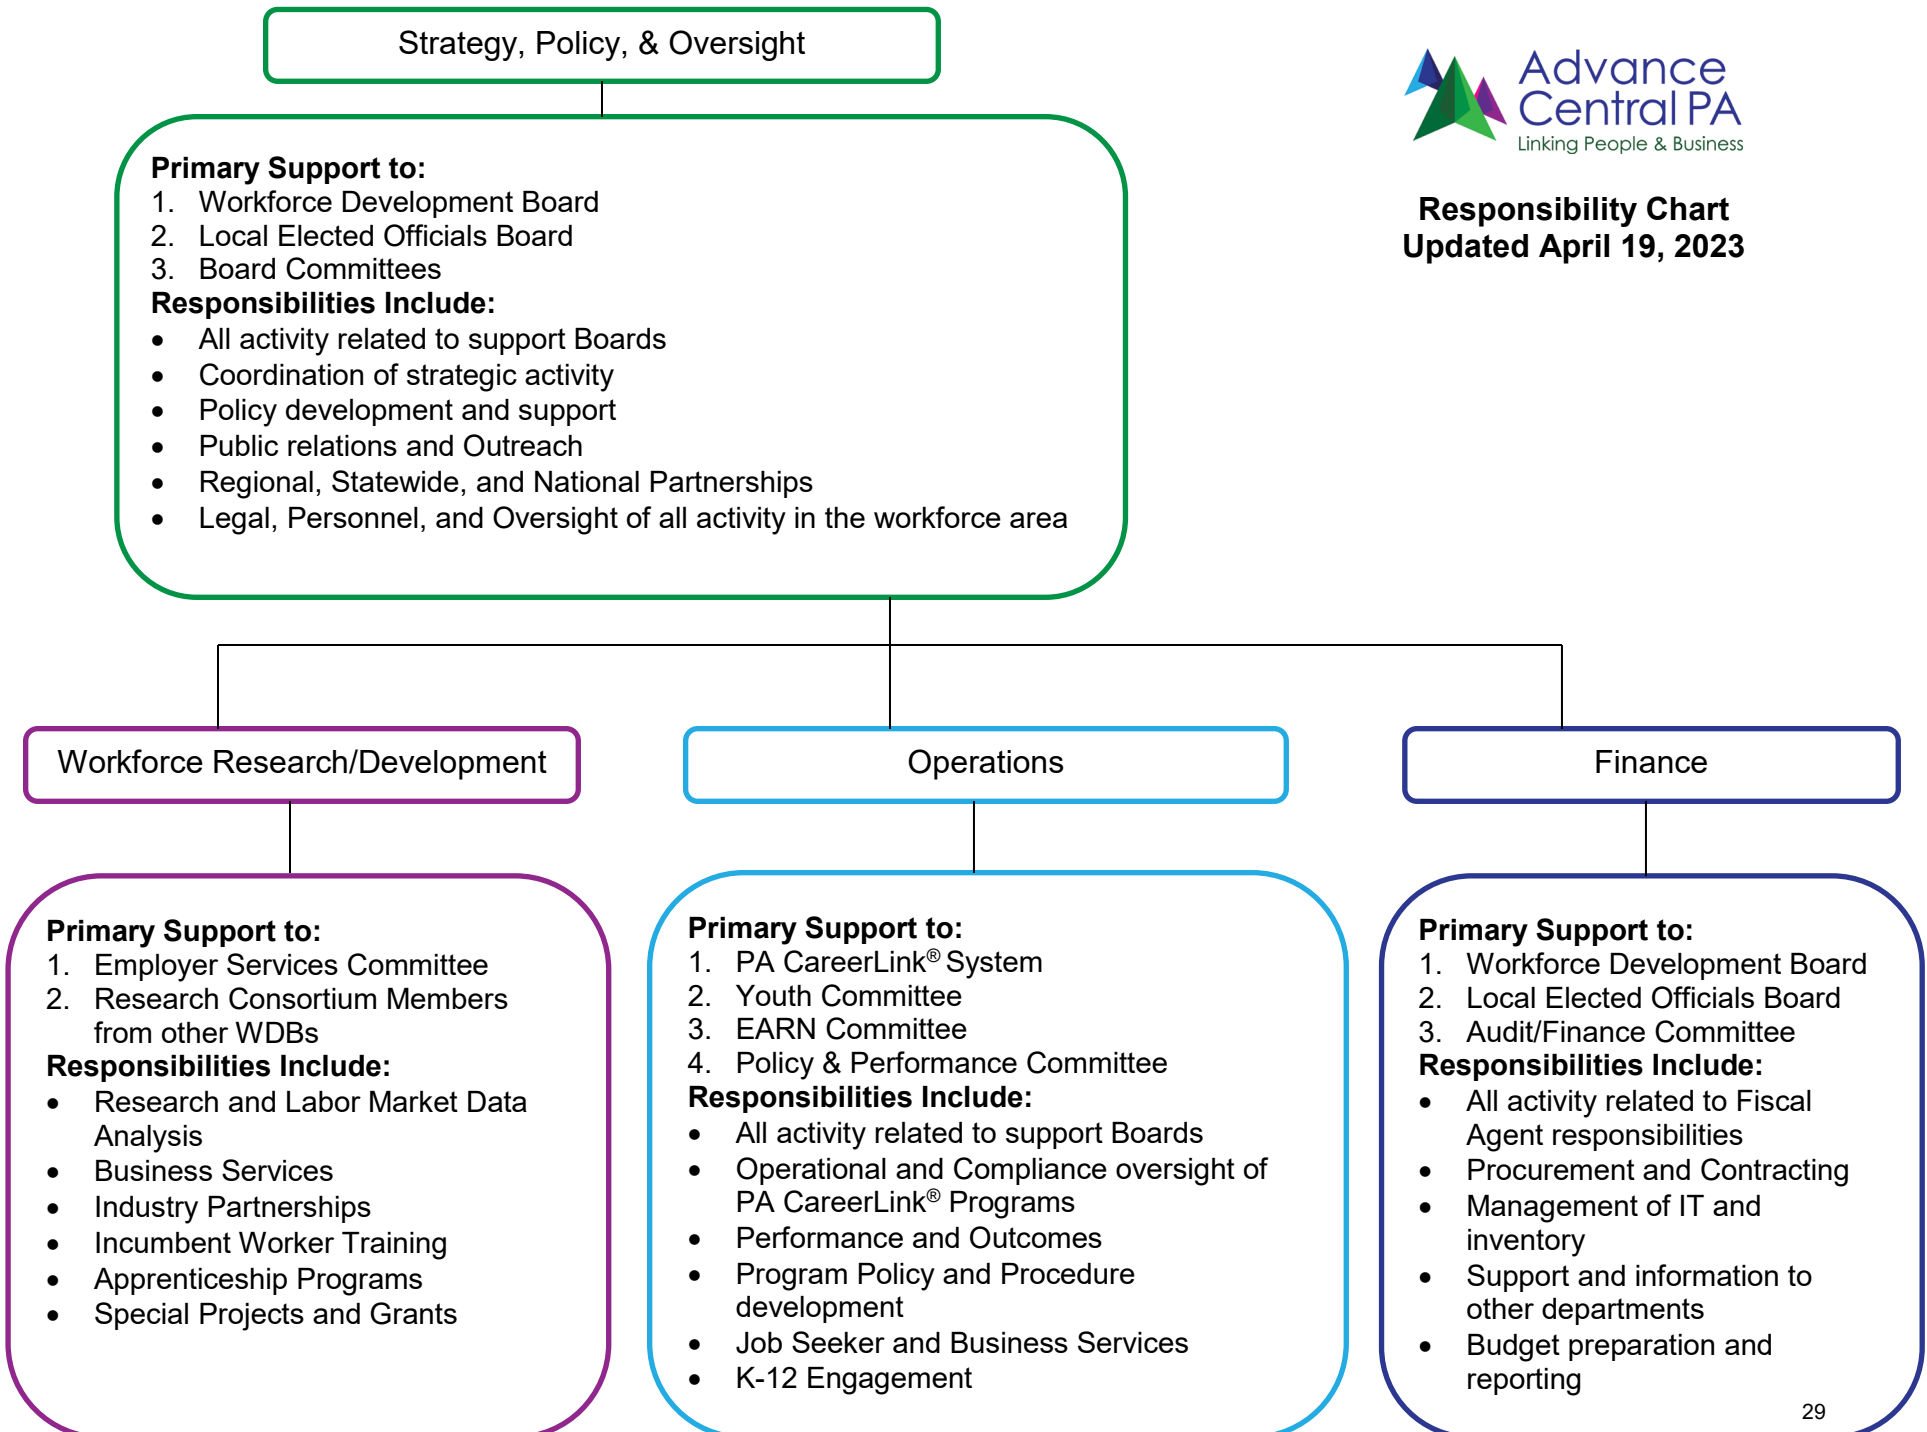 Strategy, Policy, & Oversight
Advance
Central PA
Linking People & Business
Responsibility Chart
Updated April 19, 2023
Primary Support to:
1. Workforce Development Board
2. Local Elected Officials Board
3. Board Committees
Responsibilities Include:
• All activity related to support Boards
• Coordination of strategic activity
• Policy development and support
• Public relations and Outreach
• Regional, Statewide, and National Partnerships
• Legal, Personnel, and Oversight of all activity in the workforce area
Workforce Research/Development
Primary Support to:
1. Employer Services Committee
2. Research Consortium Members
from other WDBs
Responsibilities Include:
• Research and Labor Market Data
Analysis
• Business Services
• Industry Partnerships
• Incumbent Worker Training
• Apprenticeship Programs
• Special Projects and Grants
Operations
Primary Support to:
1. PA CareerLink® System
2. Youth Committee
3. EARN Committee
4. Policy & Performance Committee
Responsibilities Include:
• All activity related to support Boards
• Operational and Compliance oversight of
PA CareerLink® Programs
• Performance and Outcomes
• Program Policy and Procedure
development
• Job Seeker and Business Services
• K-12 Engagement
Finance
Primary Support to:
1. Workforce Development Board
2. Local Elected Officials Board
3. Audit/Finance Committee
Responsibilities Include:
• All activity related to Fiscal
Agent responsibilities
• Procurement and Contracting
• Management of IT and
inventory
• Support and information to
other departments
• Budget preparation and
reporting
29